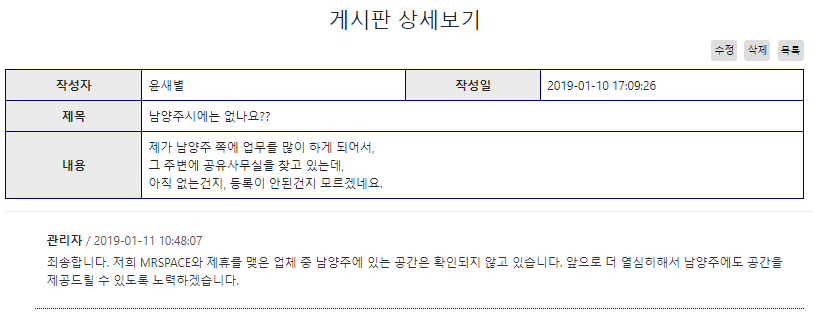 게시판 상세보기
수정 삭제 목록
작성자 윤새별 작성일 2019-01-10 17:09:26
제목 남양주시에는 없나요??
내용 제가 남양주 쪽에 업무를 많이 하게 되어서,
그 주변에 공유사무실을 찾고 있는데,
아직 없는건지, 등록이 안된건지 모르겠네요.
관리자 / 2019-01-11 10:48:07
죄송합니다. 저희 MRSPACE와 제휴를 맺은 업체 중 남양주에 있는 공간은 확인되지 않고 있습니다. 앞으로 더 열심히해서 남양주에도 공간을
제공드릴 수 있도록 노력하겠습니다.